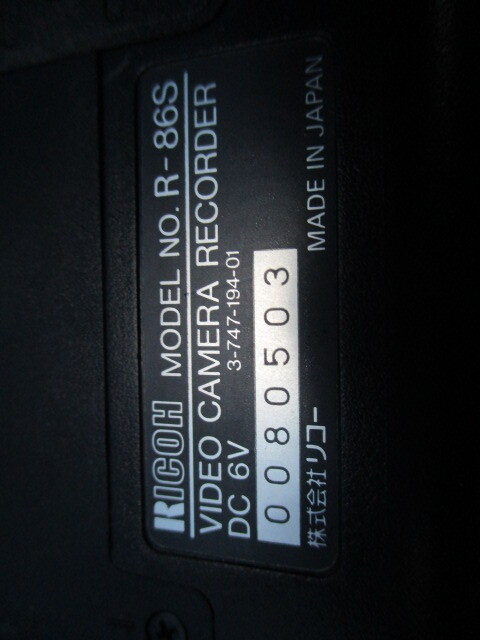 RICOH MODEL NO. R-86S
VIDEO CAMERA RECORDER
DC 6V 3-747-194-01
0080503
株式会社リコー MADE IN JAPAN